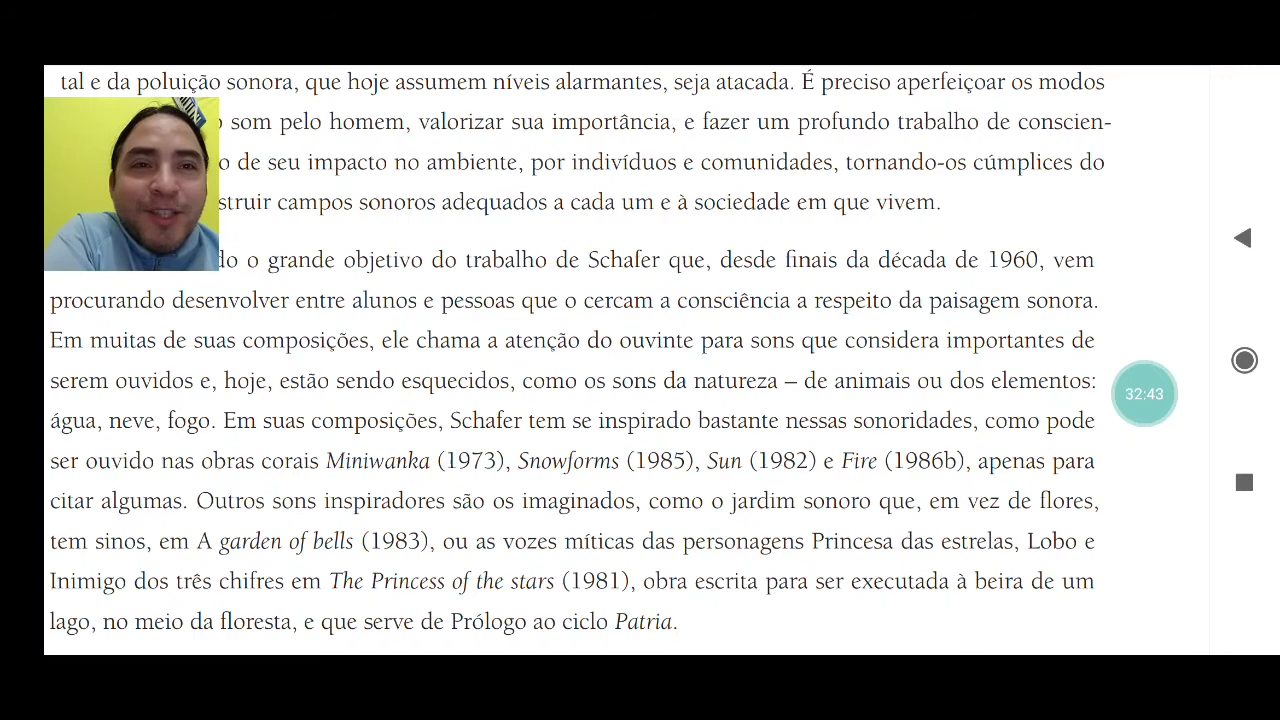 tal e da poluição sonora, que hoje assumem níveis alarmantes, seja atacada. É preciso aperfeiçoar os modos
som pelo homem, valorizar sua importância, e fazer um profundo trabalho de conscien-
de seu impacto no ambiente, por indivíduos e comunidades, tornando-os cúmplices do
struir campos sonoros adequados a cada um e à sociedade em que vivem.
do o grande objetivo do trabalho de Schafer que, desde finais da década de 1960, vem
procurando desenvolver entre alunos e pessoas que o cercam a consciência a respeito da paisagem sonora.
Em muitas de suas composições, ele chama a atenção do ouvinte para sons que considera importantes de
serem ouvidos e, hoje, estão sendo esquecidos, como os sons da natureza – de animais ou dos elementos:
água, neve, fogo. Em suas composições, Schafer tem se inspirado bastante nessas sonoridades, como pode
ser ouvido nas obras corais Miniwanka (1973), Snowforms (1985), Sun (1982) e Fire (1986b), apenas para
citar algumas. Outros sons inspiradores são os imaginados, como o jardim sonoro que, em vez de flores,
tem sinos, em A garden of bells (1983), ou as vozes míticas das personagens Princesa das estrelas, Lobo e
Inimigo dos três chifres em The Princess of the stars (1981), obra escrita para ser executada à beira de um
lago, no meio da floresta, e que serve de Prólogo ao ciclo Patria.
32:43